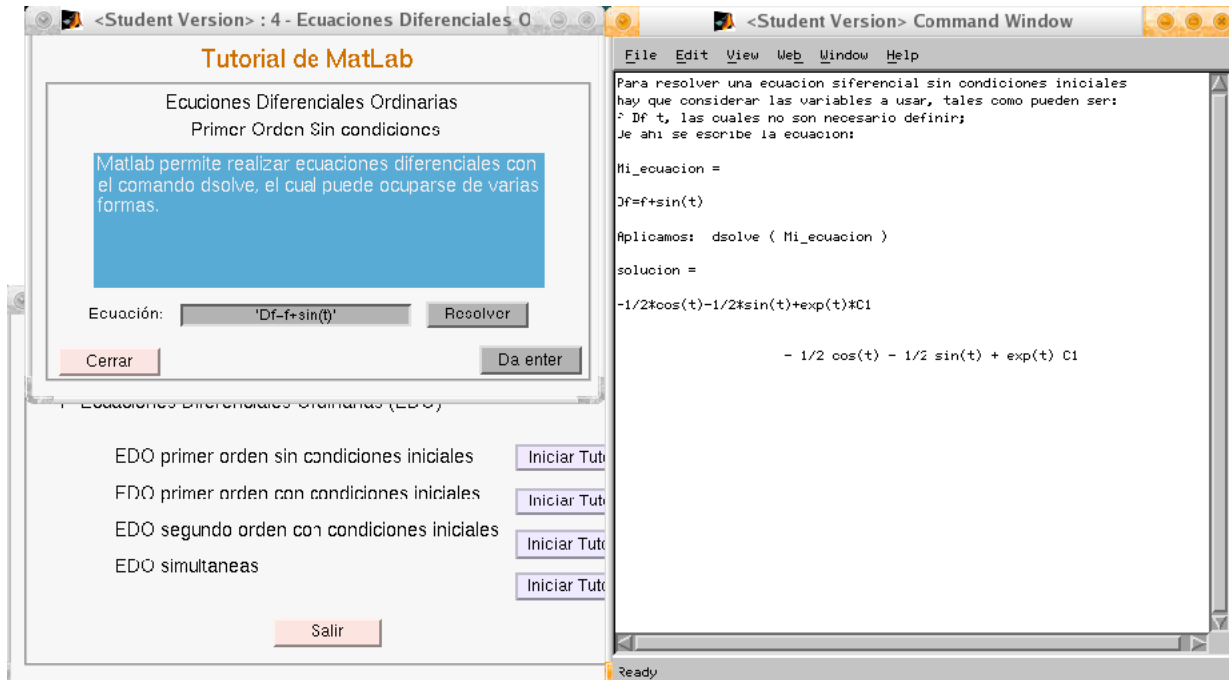 <Student Version> : 4 - Ecuaciones Diferenciales O
Tutorial de MatLab
Ecuciones Diferenciales Ordinarias
Primer Orden Sin condiciones
Matlab permite realizar ecuaciones diferenciales con
el comando dsolve, el cual puede ocuparse de varias
formas.
Ecuación:
'Df=f+sin(t)'
Resolver
Cerrar
Da enter
Ecuaciones Diferenciales Ordinarias (EDO)
EDO primer orden sin condiciones iniciales
Iniciar Tuto
EDO primer orden con condiciones iniciales
Iniciar Tuto
EDO segundo orden con condiciones iniciales
Iniciar Tuto
EDO simultaneas
Iniciar Tuto
Salir
<Student Version> Command Window
File Edit View Web Window Help
Para resolver una ecuacion siferencial sin condiciones iniciales
hay que considerar las variables a usar, tales como pueden ser:
f Df t, las cuales no son necesario definir;
De ahi se escribe la ecuacion:
Mi_ecuacion =
Df=f+sin(t)
Aplicamos: dsolve ( Mi_ecuacion )
solucion =
-1/2*cos(t)-1/2*sin(t)+exp(t)*C1
- 1/2 cos(t) - 1/2 sin(t) + exp(t) C1
Ready